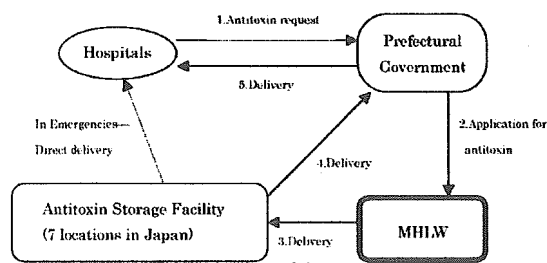 1.Antitoxin request
Hospitals
Prefectural
Government
5.Delivery
In Emergencies
Direct delivery
2.Application for
antitoxin
4.Delivery
Antitoxin Storage Facility
(7 locations in Japan)
3.Delivery
MHLW